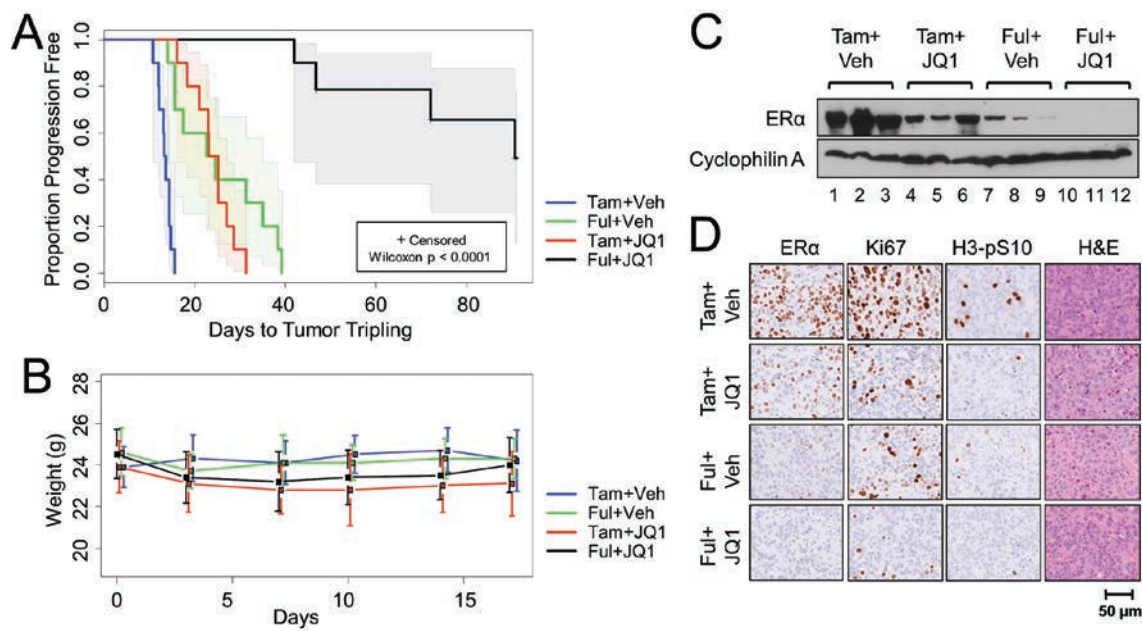 A
Proportion Progression Free
1.0
0.8
0.6
0.4
0.2
0.0
0
20
40
60
80
Days to Tumor Tripling
+ Censored
Wilcoxon p < 0.0001
Tam+Veh
Ful+Veh
Tam+JQ1
Ful+JQ1
B
Weight (g)
28
26
24
22
20
0
5
10
15
Days
Tam+Veh
Ful+Veh
Tam+JQ1
Ful+JQ1
C
Tam+ Tam+ Ful+ Ful+
Veh JQ1 Veh JQ1
ERα
Cyclophilin A
1 2 3 4 5 6 7 8 9 10 11 12
D
ERα Ki67 H3-pS10 H&E
Tam+
Veh
Tam+
JQ1
Ful+
Veh
Ful+
JQ1
50 µm